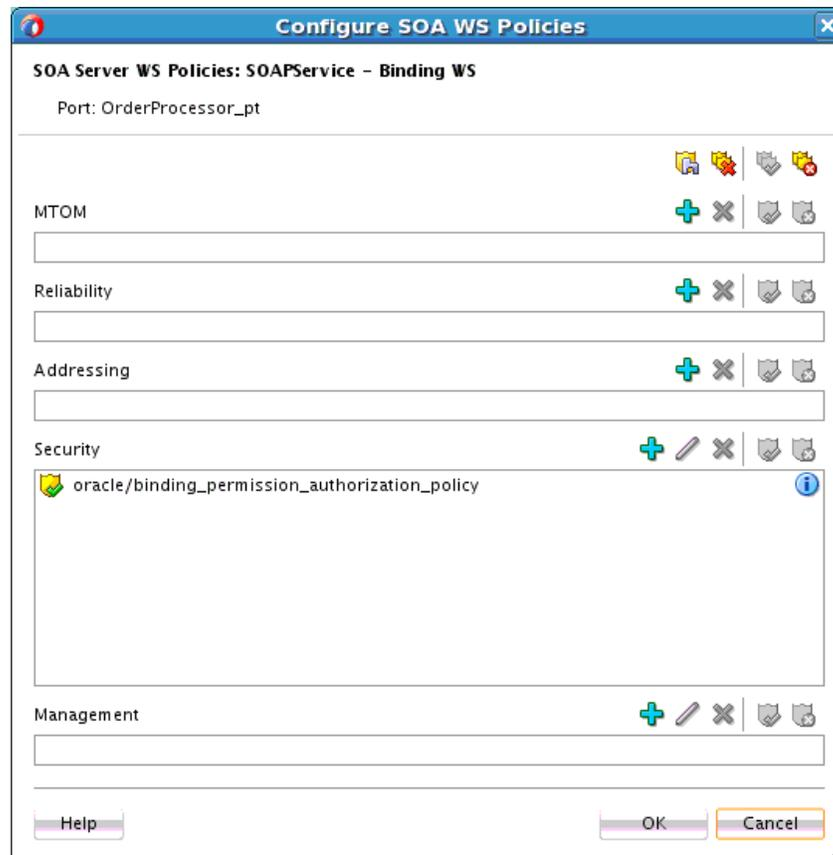 Configure SOA WS Policies
SOA Server WS Policies: SOAPService – Binding WS
Port: OrderProcessor_pt
MTOM
Reliability
Addressing
Security
oracle/binding_permission_authorization_policy
Management
Help
OK
Cancel